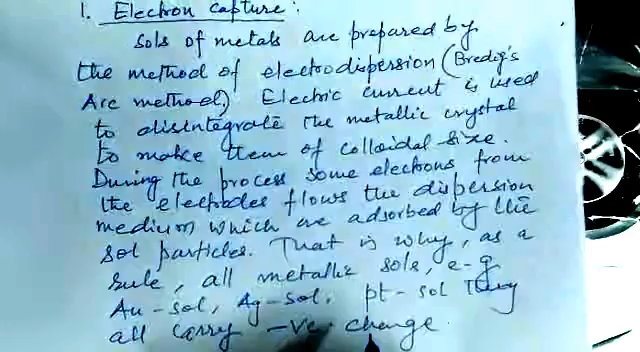 1. Electron capture:
Sols of metals are prepared by
the method of electrodispersion (Bredig's
Arc method) Electric current is used
to disintegrate the metallic crystal
to make them of colloidal size.
During the process some electrons from
the electrodes flows the dispersion
medium which are adsorbed by the
sol particles. That is why, as a
rule, all metallic sols, e-g
Au-sol, Ag-sol, pt-sol They
all carry -ve charge.